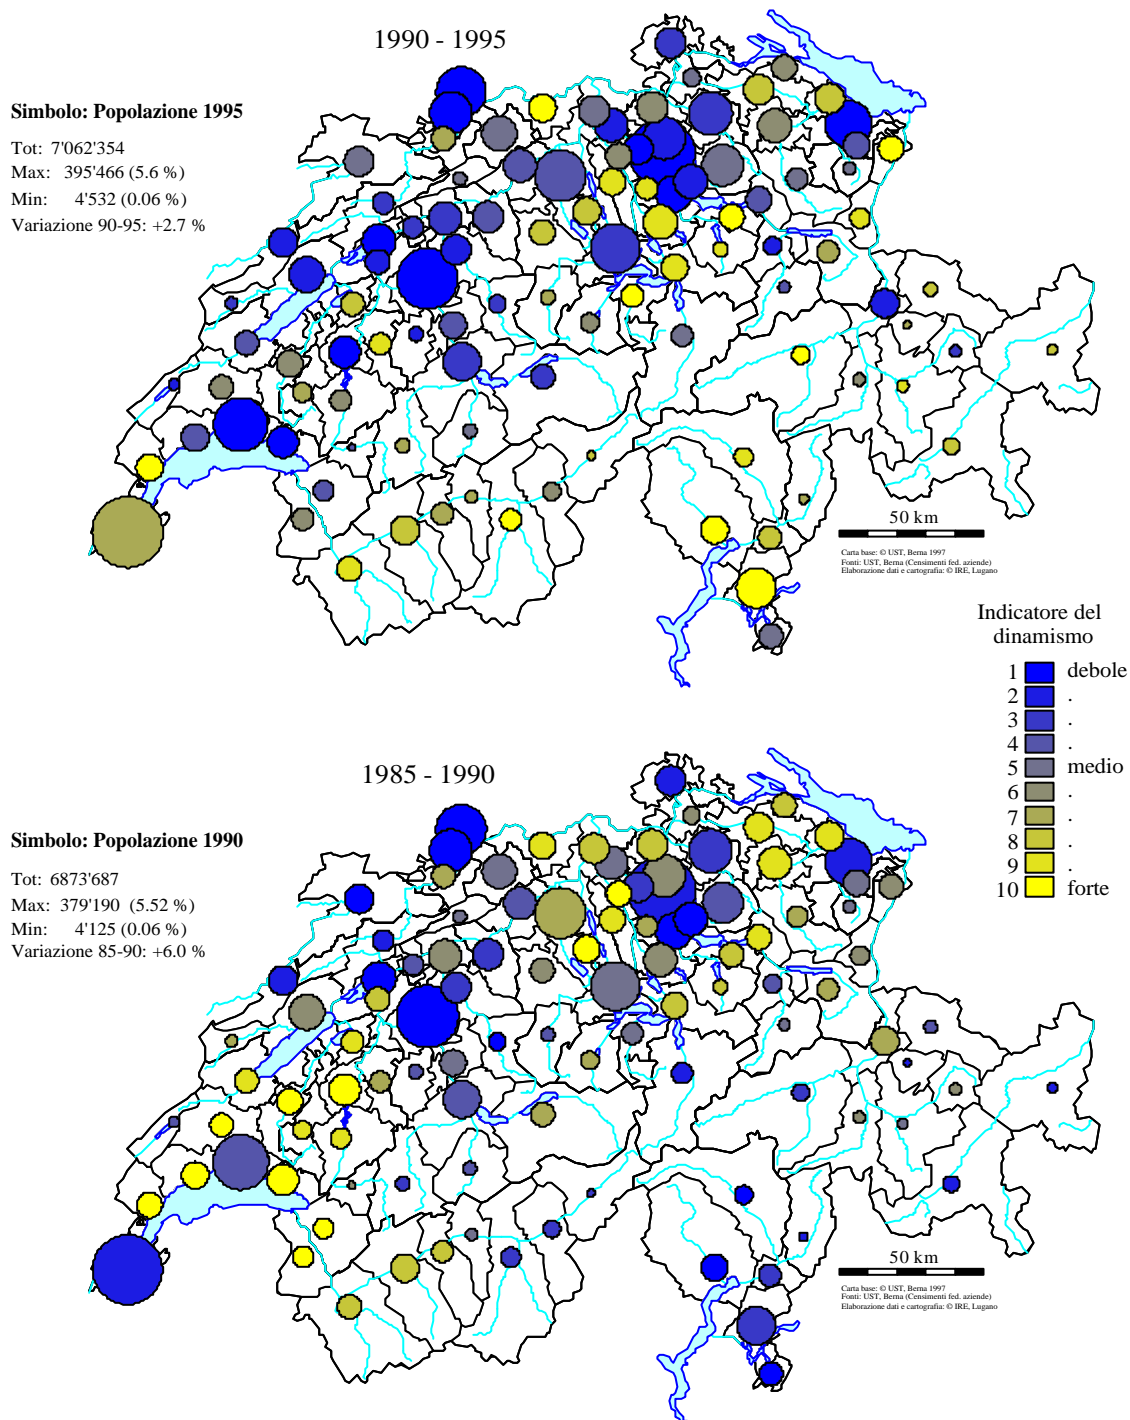 1990 - 1995
Simbolo: Popolazione 1995
Tot: 7'062'354
Max: 395'466 (5.6 %)
Min: 4'532 (0.06 %)
Variazione 90-95: +2.7 %
50 km
Carta base: © UST, Berna 1997
Fonti: UST, Berna (Censimenti fed. aziende)
Elaborazione dati e cartografia: © IRE, Lugano
Indicatore del
dinamismo
1 debole
2 .
3 .
4 .
5 medio
6 .
7 .
8 .
9 .
10 forte
1985 - 1990
Simbolo: Popolazione 1990
Tot: 6873'687
Max: 379'190 (5.52 %)
Min: 4'125 (0.06 %)
Variazione 85-90: +6.0 %
50 km
Carta base: © UST, Berna 1997
Fonti: UST, Berna (Censimenti fed. aziende)
Elaborazione dati e cartografia: © IRE, Lugano